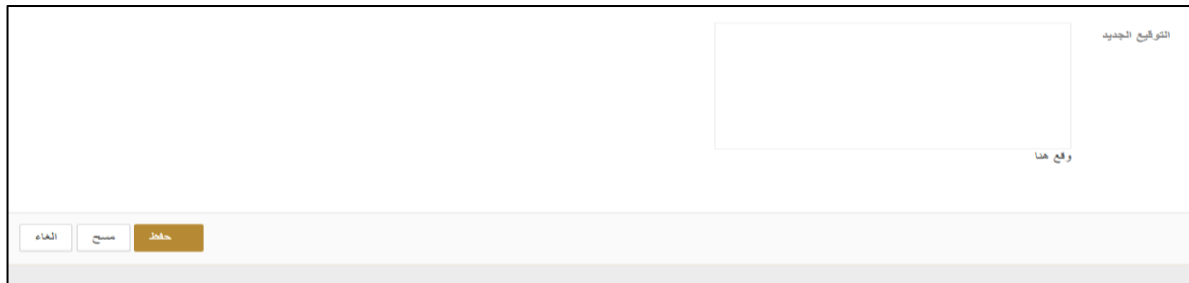 التوقيع الجديد
وقع هنا
حفظ
مسح
الغاء